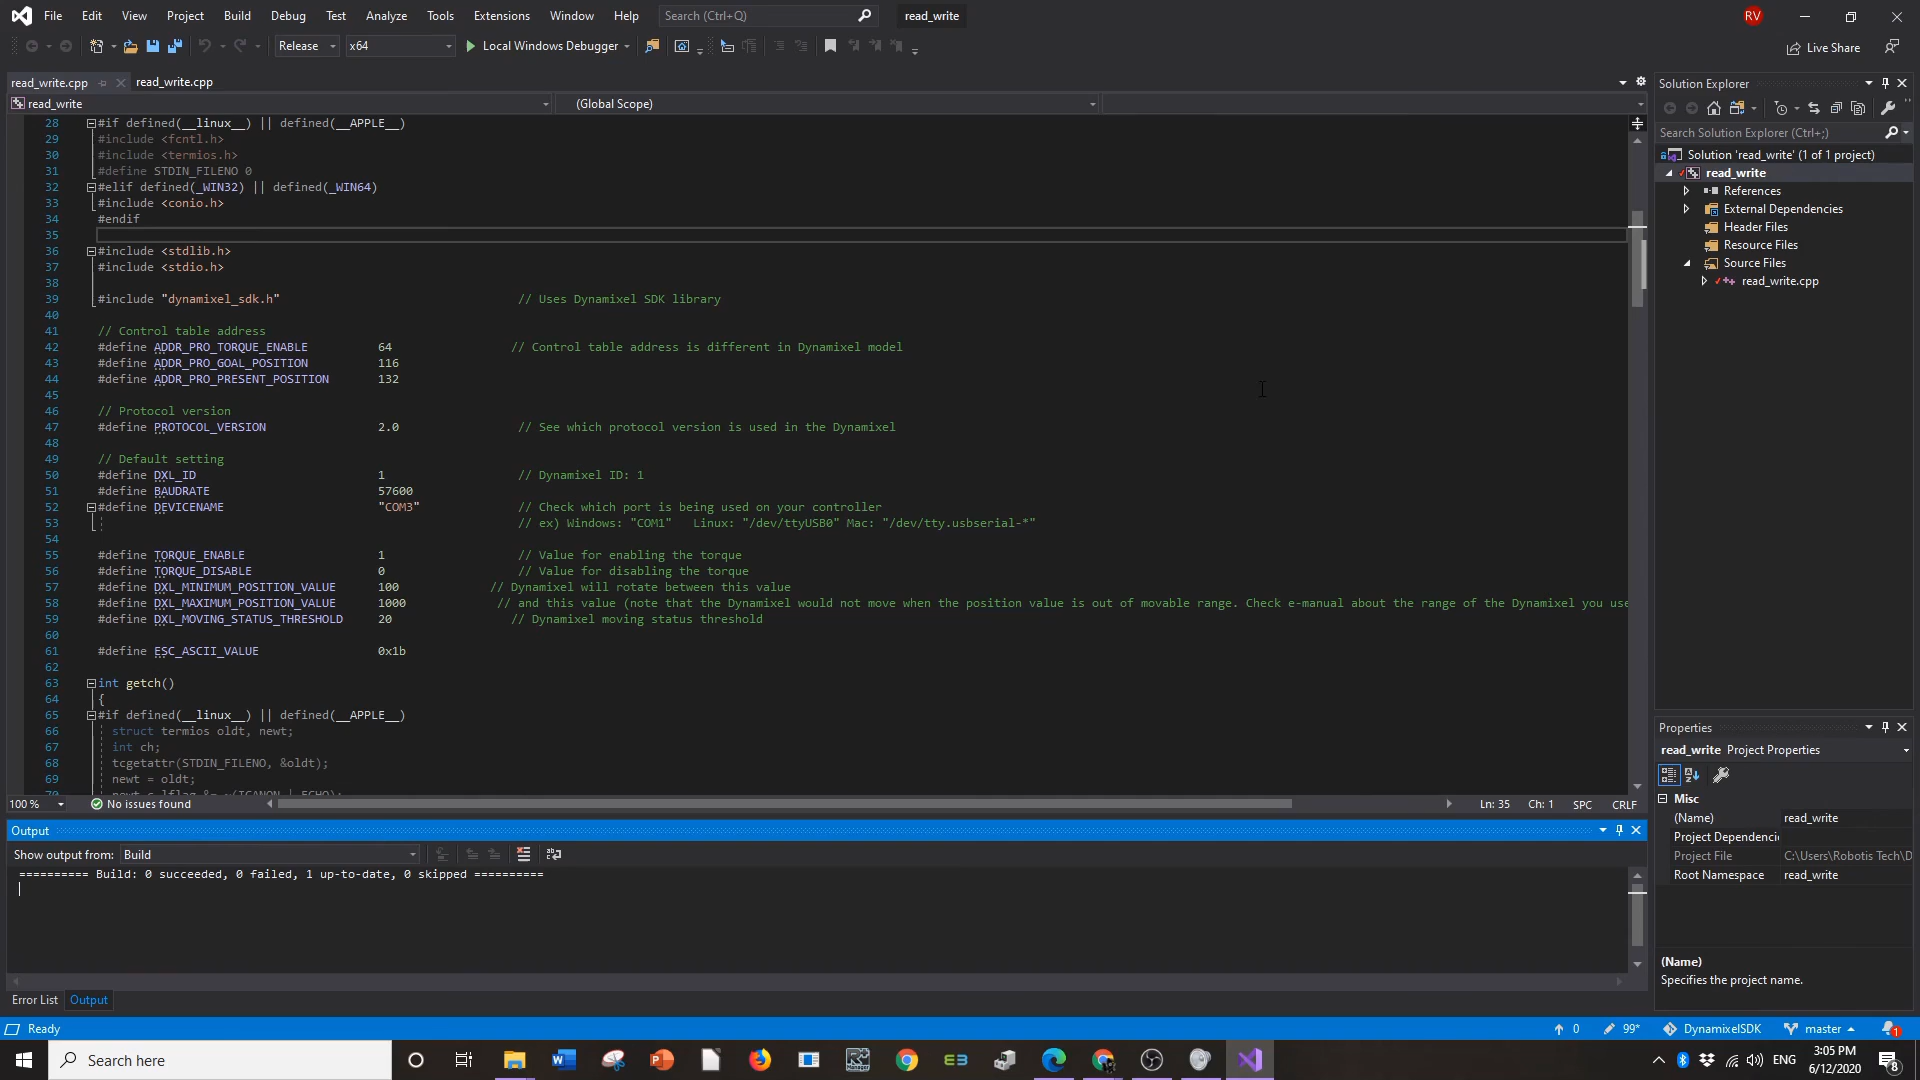 File Edit View Project Build Debug Test Analyze Tools Extensions Window Help Search (Ctrl+Q) read_write RV
Release x64 Local Windows Debugger Live Share
read_write.cpp read_write.cpp
read_write (Global Scope)
28 #if defined(__linux__) || defined(__APPLE__)
29 #include <fcntl.h>
30 #include <termios.h>
31 #define STDIN_FILENO 0
32 #elif defined(_WIN32) || defined(_WIN64)
33 #include <conio.h>
34 #endif
35
36 #include <stdlib.h>
37 #include <stdio.h>
38
39 #include "dynamixel_sdk.h" // Uses Dynamixel SDK library
40
41 // Control table address
42 #define ADDR_PRO_TORQUE_ENABLE 64 // Control table address is different in Dynamixel model
43 #define ADDR_PRO_GOAL_POSITION 116
44 #define ADDR_PRO_PRESENT_POSITION 132
45
46 // Protocol version
47 #define PROTOCOL_VERSION 2.0 // See which protocol version is used in the Dynamixel
48
49 // Default setting
50 #define DXL_ID 1 // Dynamixel ID: 1
51 #define BAUDRATE 57600
52 #define DEVICENAME "COM3" // Check which port is being used on your controller
53 // ex) Windows: "COM1" Linux: "/dev/ttyUSB0" Mac: "/dev/tty.usbserial-*"
54
55 #define TORQUE_ENABLE 1 // Value for enabling the torque
56 #define TORQUE_DISABLE 0 // Value for disabling the torque
57 #define DXL_MINIMUM_POSITION_VALUE 100 // Dynamixel will rotate between this value
58 #define DXL_MAXIMUM_POSITION_VALUE 1000 // and this value (note that the Dynamixel would not move when the position value is out of movable range. Check e-manual about the range of the Dynamixel you use
59 #define DXL_MOVING_STATUS_THRESHOLD 20 // Dynamixel moving status threshold
60
61 #define ESC_ASCII_VALUE 0x1b
62
63 int getch()
64 {
65 #if defined(__linux__) || defined(__APPLE__)
66 struct termios oldt, newt;
67 int ch;
68 tcgetattr(STDIN_FILENO, &oldt);
69 newt = oldt;
70 newt.c_lflag &= ~(ICANON | ECHO);
100 % No issues found Ln: 35 Ch: 1 SPC CRLF
Output
Show output from: Build
========== Build: 0 succeeded, 0 failed, 1 up-to-date, 0 skipped ==========
Error List Output
Solution Explorer
Search Solution Explorer (Ctrl+;)
Solution 'read_write' (1 of 1 project)
read_write
References
External Dependencies
Header Files
Resource Files
Source Files
read_write.cpp
Properties
read_write Project Properties
Misc
(Name) read_write
Project Dependenci
Project File C:\Users\Robotis Tech\D
Root Namespace read_write
(Name)
Specifies the project name.
Ready 0 99* DynamixelSDK master 1
Search here ENG 3:05 PM
6/12/2020 8